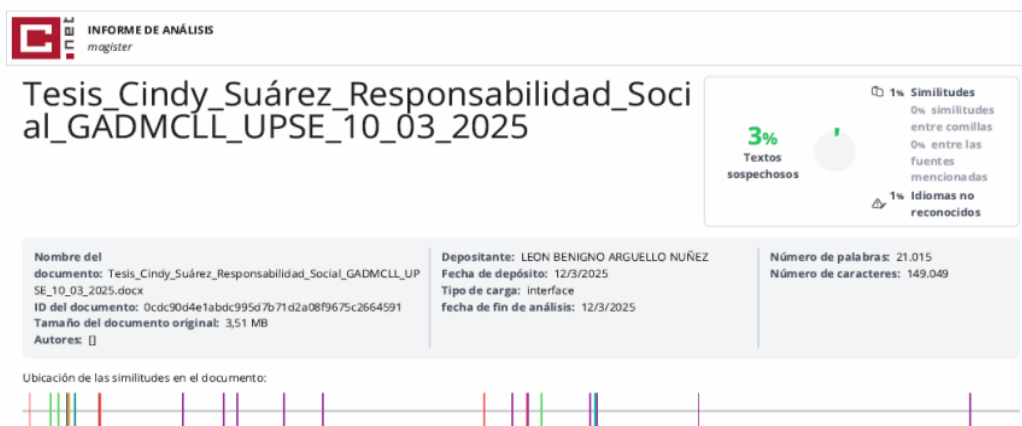 C.net
INFORME DE ANÁLISIS
magister
Tesis_Cindy_Suárez_Responsabilidad_Soci
al_GADMCLL_UPSE_10_03_2025
3%
Textos
sospechosos
1% Similitudes
0% similitudes
entre comillas
0% entre las
fuentes
mencionadas
1% Idiomas no
reconocidos
Nombre del
documento: Tesis_Cindy_Suárez_Responsabilidad_Social_GADMCLL_UP
SE_10_03_2025.docx
ID del documento: 0cdc90d4e1abdc995d7b71d2a08f9675c2664591
Tamaño del documento original: 3,51 MB
Autores: []
Depositante: LEON BENIGNO ARGUELLO NUÑEZ
Fecha de depósito: 12/3/2025
Tipo de carga: interface
fecha de fin de análisis: 12/3/2025
Número de palabras: 21.015
Número de caracteres: 149.049
Ubicación de las similitudes en el documento: